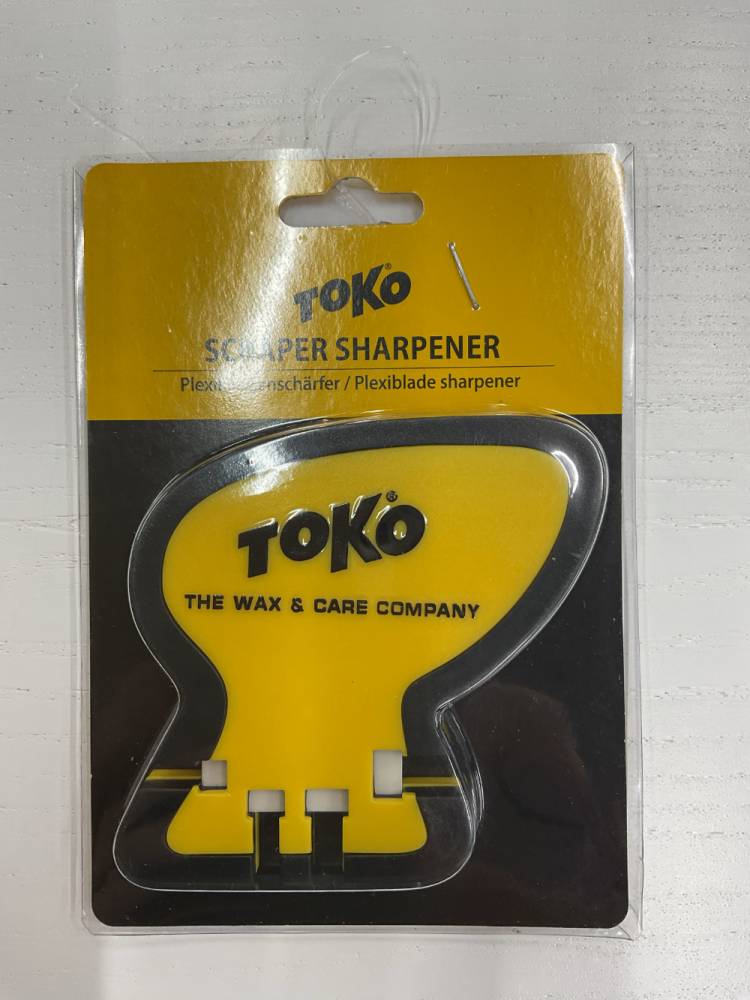 TOKO®
SCRAPER SHARPENER
/ Plexiblade sharpener
TOKO®
THE WAX & CARE COMPANY